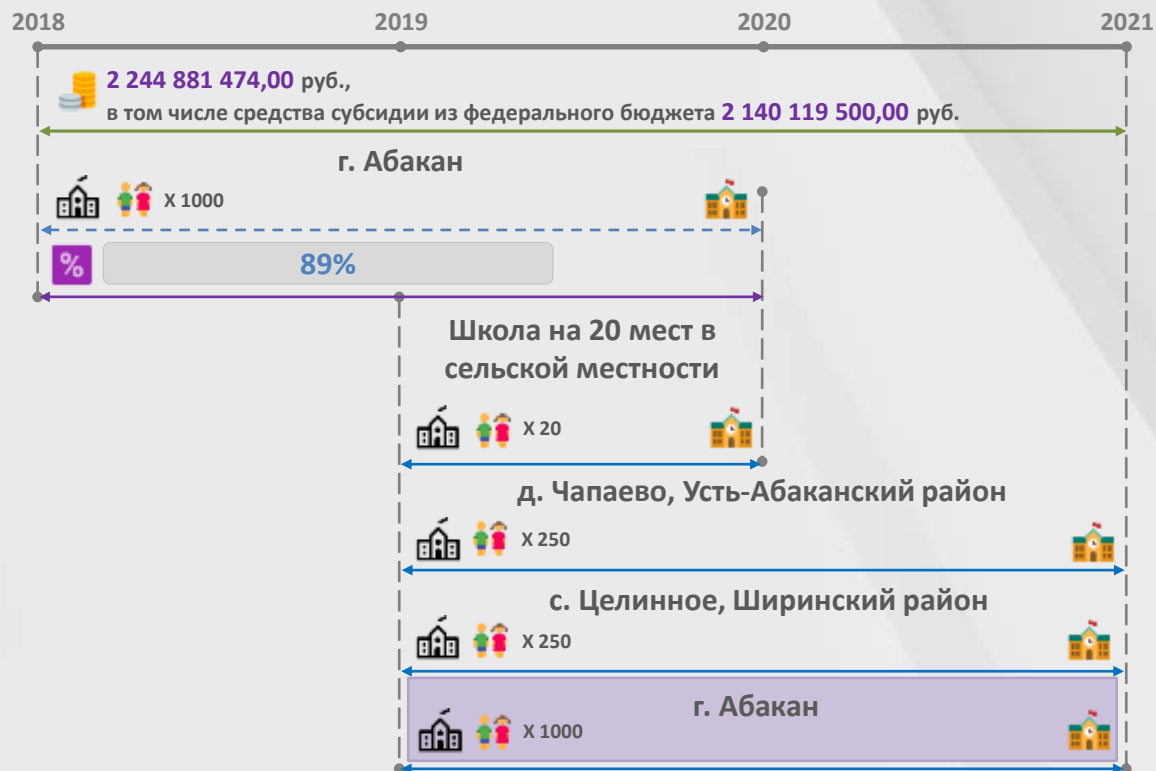 2018 2019 2020 2021
2 244 881 474,00 руб.,
в том числе средства субсидии из федерального бюджета 2 140 119 500,00 руб.
г. Абакан
X 1000
% 89%
Школа на 20 мест в
сельской местности
X 20
д. Чапаево, Усть-Абаканский район
X 250
с. Целинное, Ширинский район
X 250
г. Абакан
X 1000